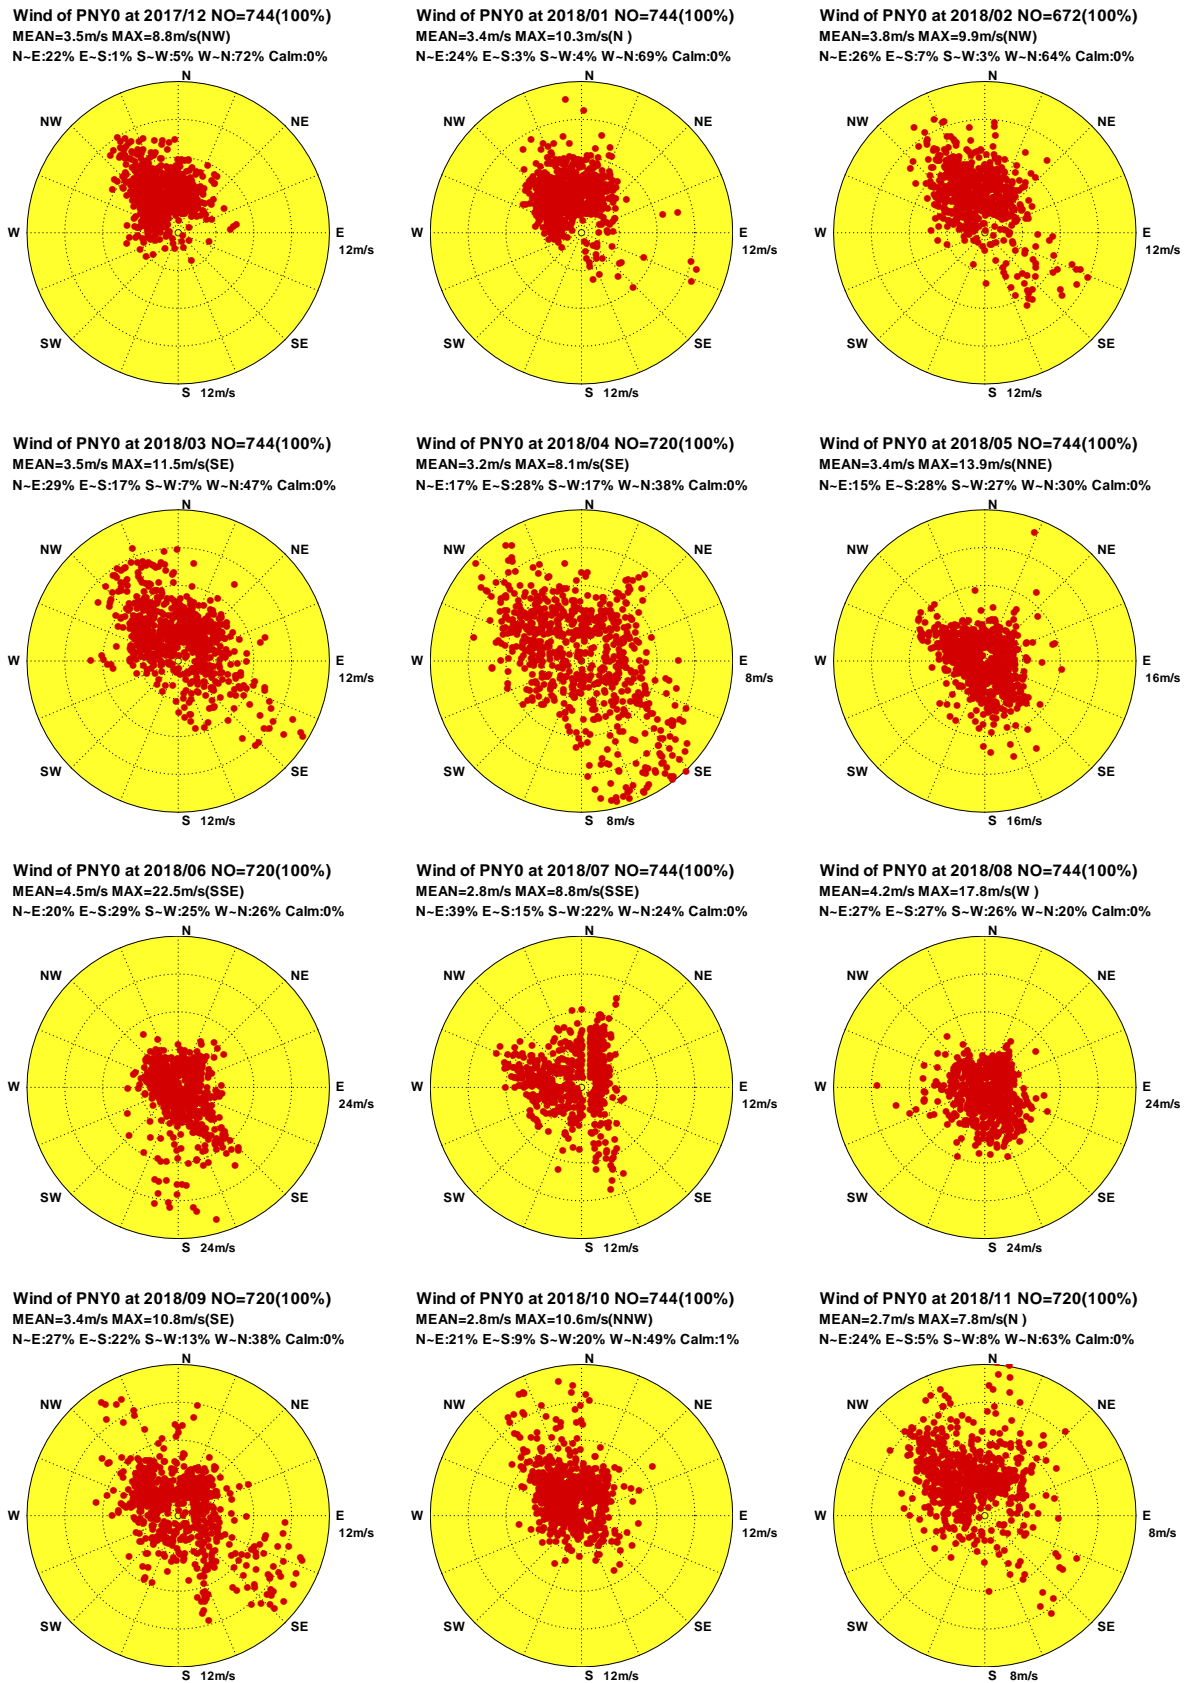 Wind of PNY0 at 2017/12 NO=744(100%)
MEAN=3.5m/s MAX=8.8m/s(NW)
N~E:22% E~S:1% S~W:5% W~N:72% Calm:0%
N
NW
NE
W
E
12m/s
SW
SE
S 12m/s
Wind of PNY0 at 2018/01 NO=744(100%)
MEAN=3.4m/s MAX=10.3m/s(N )
N~E:24% E~S:3% S~W:4% W~N:69% Calm:0%
N
NW
NE
W
E
12m/s
SW
SE
S 12m/s
Wind of PNY0 at 2018/02 NO=672(100%)
MEAN=3.8m/s MAX=9.9m/s(NW)
N~E:26% E~S:7% S~W:3% W~N:64% Calm:0%
N
NW
NE
W
E
12m/s
SW
SE
S 12m/s
Wind of PNY0 at 2018/03 NO=744(100%)
MEAN=3.5m/s MAX=11.5m/s(SE)
N~E:29% E~S:17% S~W:7% W~N:47% Calm:0%
N
NW
NE
W
E
12m/s
SW
SE
S 12m/s
Wind of PNY0 at 2018/04 NO=720(100%)
MEAN=3.2m/s MAX=8.1m/s(SE)
N~E:17% E~S:28% S~W:17% W~N:38% Calm:0%
N
NW
NE
W
E
8m/s
SW
SE
S 8m/s
Wind of PNY0 at 2018/05 NO=744(100%)
MEAN=3.4m/s MAX=13.9m/s(NNE)
N~E:15% E~S:28% S~W:27% W~N:30% Calm:0%
N
NW
NE
W
E
16m/s
SW
SE
S 16m/s
Wind of PNY0 at 2018/06 NO=720(100%)
MEAN=4.5m/s MAX=22.5m/s(SSE)
N~E:20% E~S:29% S~W:25% W~N:26% Calm:0%
N
NW
NE
W
E
24m/s
SW
SE
S 24m/s
Wind of PNY0 at 2018/07 NO=744(100%)
MEAN=2.8m/s MAX=8.8m/s(SSE)
N~E:39% E~S:15% S~W:22% W~N:24% Calm:0%
N
NW
NE
W
E
12m/s
SW
SE
S 12m/s
Wind of PNY0 at 2018/08 NO=744(100%)
MEAN=4.2m/s MAX=17.8m/s(W )
N~E:27% E~S:27% S~W:26% W~N:20% Calm:0%
N
NW
NE
W
E
24m/s
SW
SE
S 24m/s
Wind of PNY0 at 2018/09 NO=720(100%)
MEAN=3.4m/s MAX=10.8m/s(SE)
N~E:27% E~S:22% S~W:13% W~N:38% Calm:0%
N
NW
NE
W
E
12m/s
SW
SE
S 12m/s
Wind of PNY0 at 2018/10 NO=744(100%)
MEAN=2.8m/s MAX=10.6m/s(NNW)
N~E:21% E~S:9% S~W:20% W~N:49% Calm:1%
N
NW
NE
W
E
12m/s
SW
SE
S 12m/s
Wind of PNY0 at 2018/11 NO=720(100%)
MEAN=2.7m/s MAX=7.8m/s(N )
N~E:24% E~S:5% S~W:8% W~N:63% Calm:0%
N
NW
NE
W
E
8m/s
SW
SE
S 8m/s